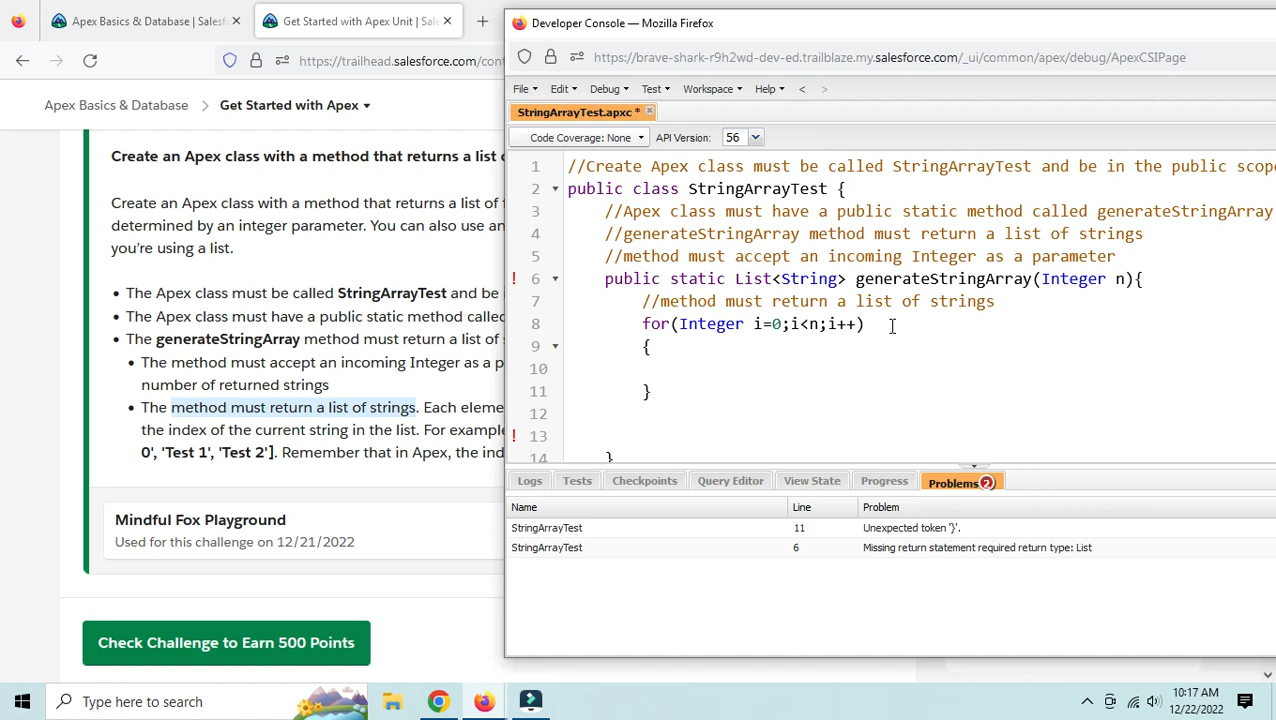 Apex Basics & Database | Salesf
Get Started with Apex Unit | Sal
Developer Console — Mozilla Firefox
https://trailhead.salesforce.com/con
https://brave-shark-r9h2wd-dev-ed.trailblaze.my.salesforce.com/_ui/common/apex/debug/ApexCSIPage
Apex Basics & Database > Get Started with Apex
File Edit Debug Test Workspace Help < >
StringArrayTest.apxc *
Code Coverage: None API Version: 56
Create an Apex class with a method that returns a list o
Create an Apex class with a method that returns a list of f
determined by an integer parameter. You can also use an
you're using a list.
• The Apex class must be called StringArrayTest and be i
• The Apex class must have a public static method called
• The generateStringArray method must return a list of s
• The method must accept an incoming Integer as a p
number of returned strings
• The method must return a list of strings. Each eleme
the index of the current string in the list. For example
0', 'Test 1', 'Test 2']. Remember that in Apex, the ind
Mindful Fox Playground
Used for this challenge on 12/21/2022
Check Challenge to Earn 500 Points
1 //Create Apex class must be called StringArrayTest and be in the public scope
2 public class StringArrayTest {
3 //Apex class must have a public static method called generateStringArray
4 //generateStringArray method must return a list of strings
5 //method must accept an incoming Integer as a parameter
! 6 public static List<String> generateStringArray(Integer n){
7 //method must return a list of strings
8 for(Integer i=0;i<n;i++)
9 {
10
11 }
12
! 13
14 }
Logs Tests Checkpoints Query Editor View State Progress Problems 2
Name Line Problem
StringArrayTest 11 Unexpected token '}'.
StringArrayTest 6 Missing return statement required return type: List
Type here to search
10:17 AM
12/22/2022